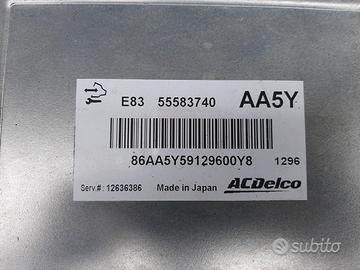 E83 55583740 AA5Y
86AA5Y59129600Y8 1296
Serv.#: 12636386 Made in Japan ACDelco
subito